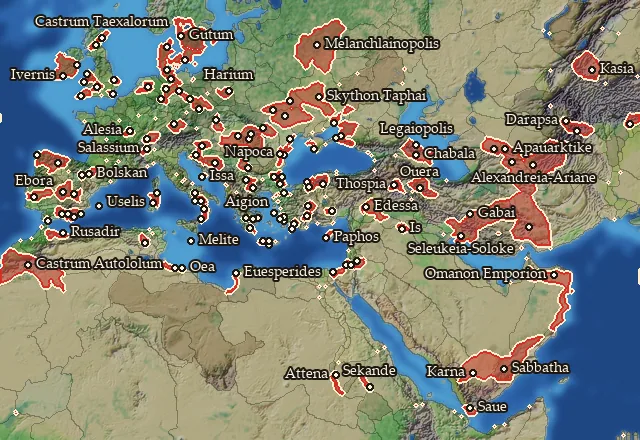 Castrum Taexalorum
Gutum
Melanchlainopolis
Ivernis
Harium
Kasia
Skython Taphai
Darapsa
Alesia
Legaiopolis
Salassium
Napoca
Chabala
Apauarktike
Bolskan
Issa
Ouera
Ebora
Thospia
Alexandreia-Ariane
Uselis
Aigion
Edessa
Gabai
Rusadir
Melite
Paphos
Is
Seleukeia-Soloke
Castrum Autololum
Oea
Euesperides
Omanon Emporion
Attena
Sekande
Karna
Sabbatha
Saue